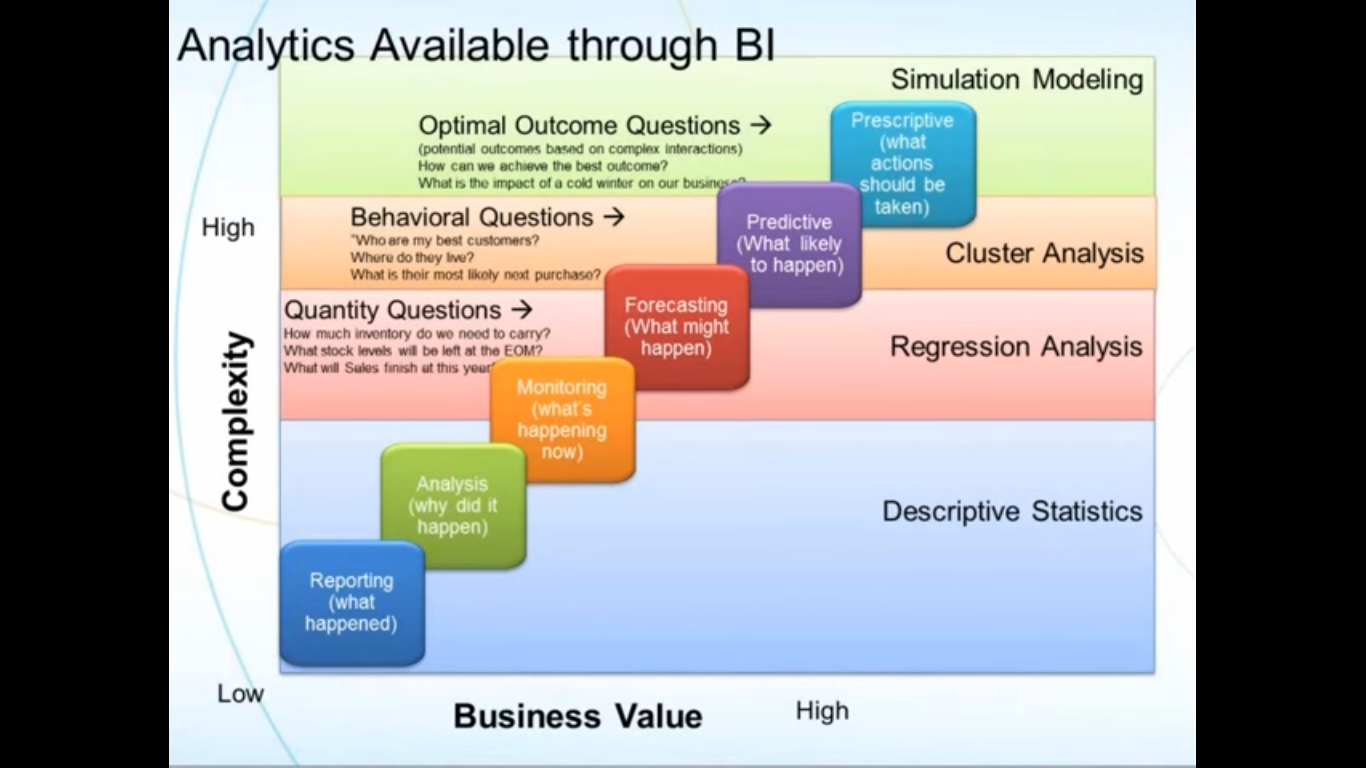 Analytics Available through BI
Simulation Modeling
Optimal Outcome Questions →
(potential outcomes based on complex interactions)
How can we achieve the best outcome?
What is the impact of a cold winter on our business?
Prescriptive
(what
actions
should be
taken)
High
Behavioral Questions →
"Who are my best customers?
Where do they live?
What is their most likely next purchase?
Predictive
(What likely
to happen)
Cluster Analysis
Quantity Questions →
How much inventory do we need to carry?
What stock levels will be left at the EOM?
What will Sales finish at this year
Forecasting
(What might
happen)
Regression Analysis
Complexity
Monitoring
(what's
happening
now)
Analysis
(why did it
happen)
Descriptive Statistics
Reporting
(what
happened)
Low
Business Value
High